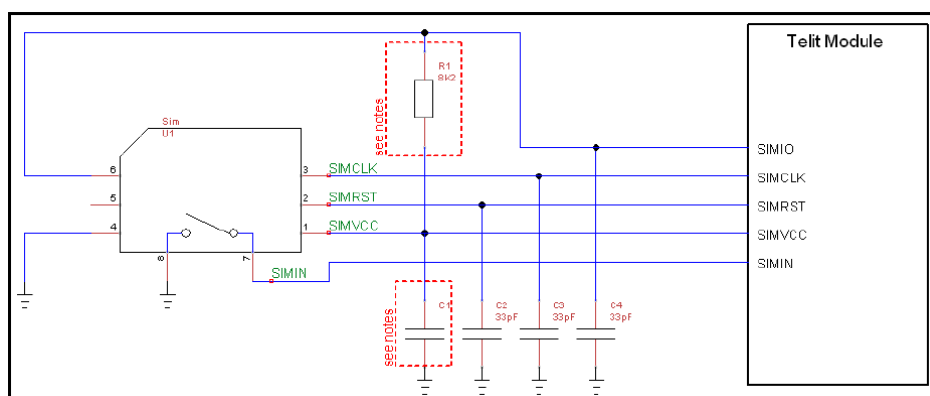 Telit Module
R1
8K2
see notes
Sim
U1
6
5
4
3
2
1
8
7
SIMCLK
SIMRST
SIMVCC
SIMIN
SIMIO
SIMCLK
SIMRST
SIMVCC
SIMIN
see notes
C1
C2
33pF
C3
33pF
C4
33pF